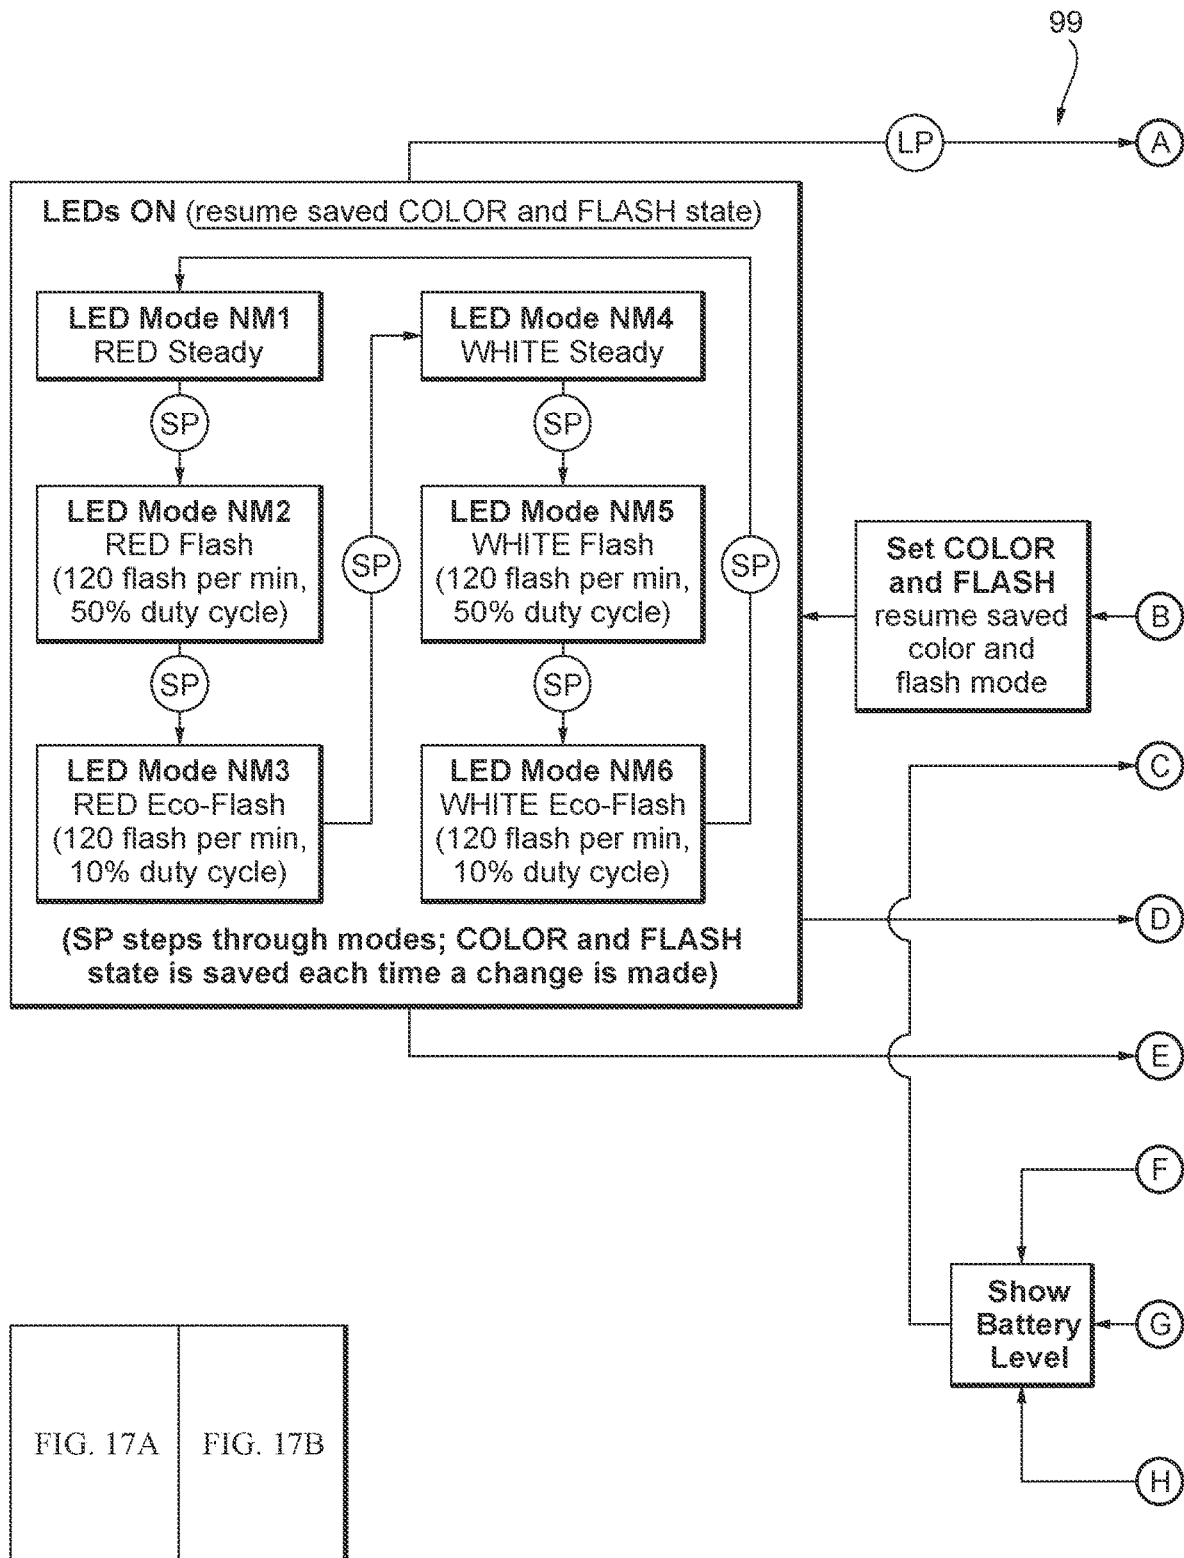 99
LP
A
LEDs ON (resume saved COLOR and FLASH state)
LED Mode NM1
RED Steady
SP
LED Mode NM2
RED Flash
(120 flash per min,
50% duty cycle)
SP
LED Mode NM3
RED Eco-Flash
(120 flash per min,
10% duty cycle)
SP
LED Mode NM4
WHITE Steady
SP
LED Mode NM5
WHITE Flash
(120 flash per min,
50% duty cycle)
SP
LED Mode NM6
WHITE Eco-Flash
(120 flash per min,
10% duty cycle)
SP
(SP steps through modes; COLOR and FLASH
state is saved each time a change is made)
Set COLOR
and FLASH
resume saved
color and
flash mode
B
C
D
E
F
Show
Battery
Level
G
H
FIG. 17A
FIG. 17B